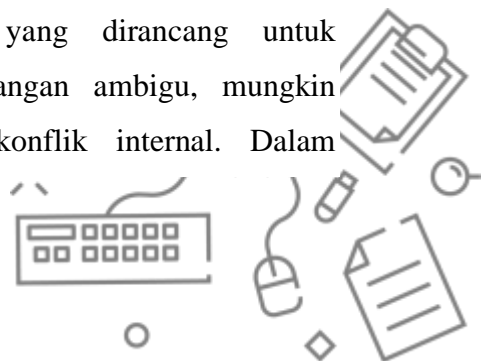 yang dirancang untuk
angan ambigu, mungkin
konflik internal. Dalam